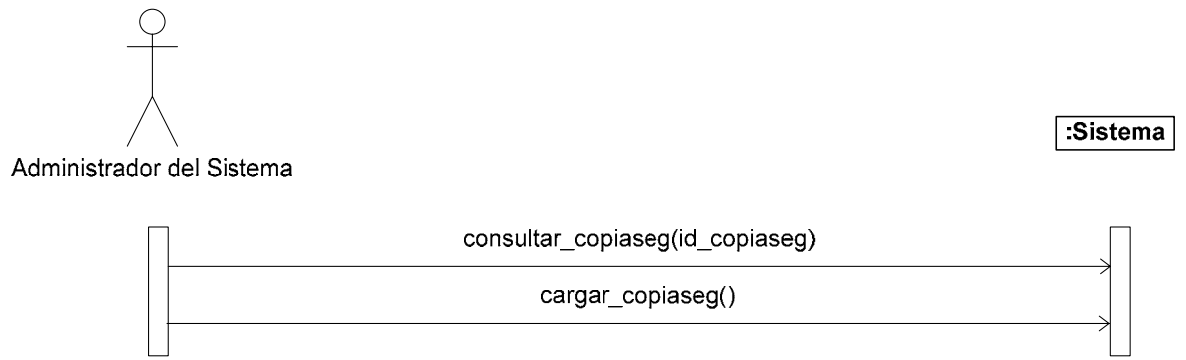 :Sistema
Administrador del Sistema
consultar_copiaseg(id_copiaseg)
cargar_copiaseg()